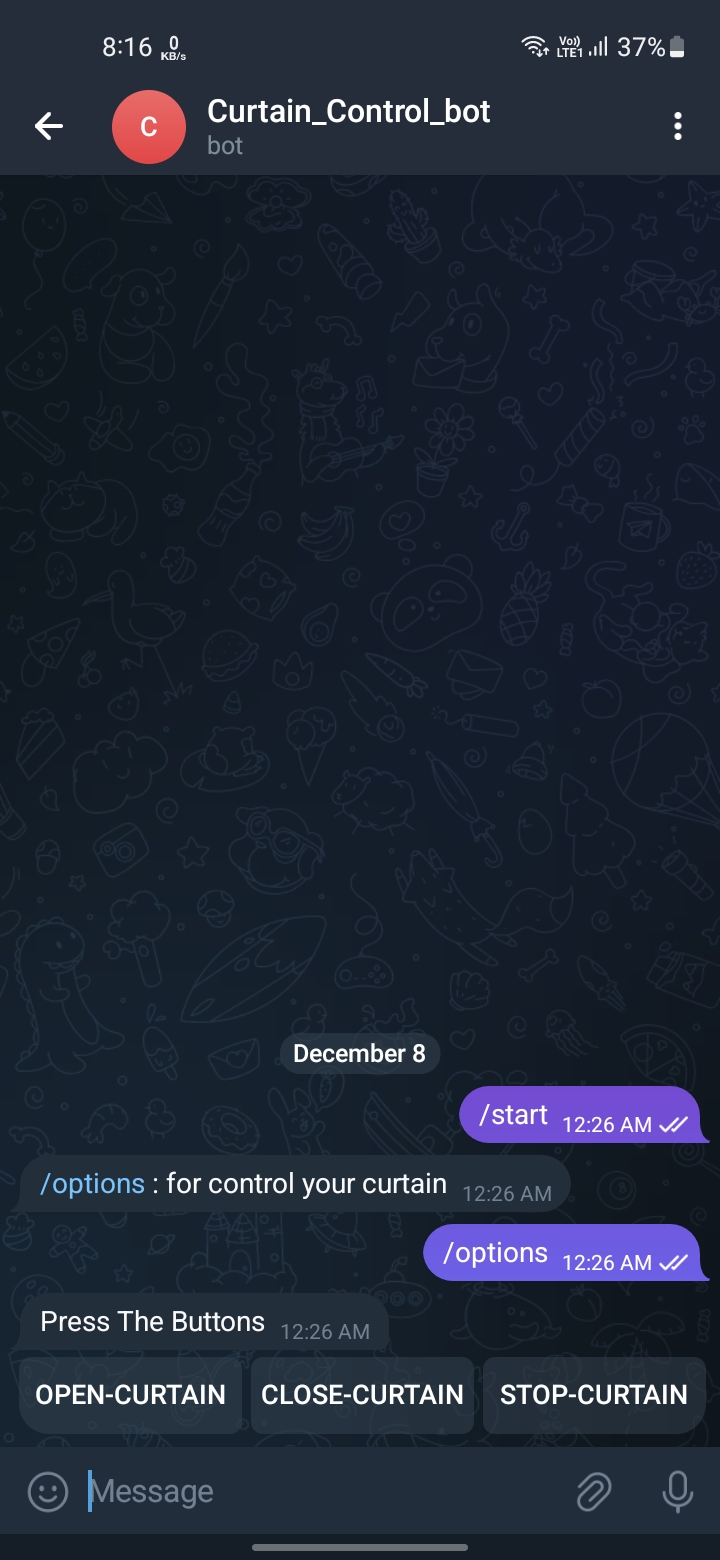 8:16 0 KB/s Vo)) LTE1 37%
C
Curtain_Control_bot
bot
December 8
/start 12:26 AM
/options : for control your curtain 12:26 AM
/options 12:26 AM
Press The Buttons 12:26 AM
OPEN-CURTAIN CLOSE-CURTAIN STOP-CURTAIN
Message